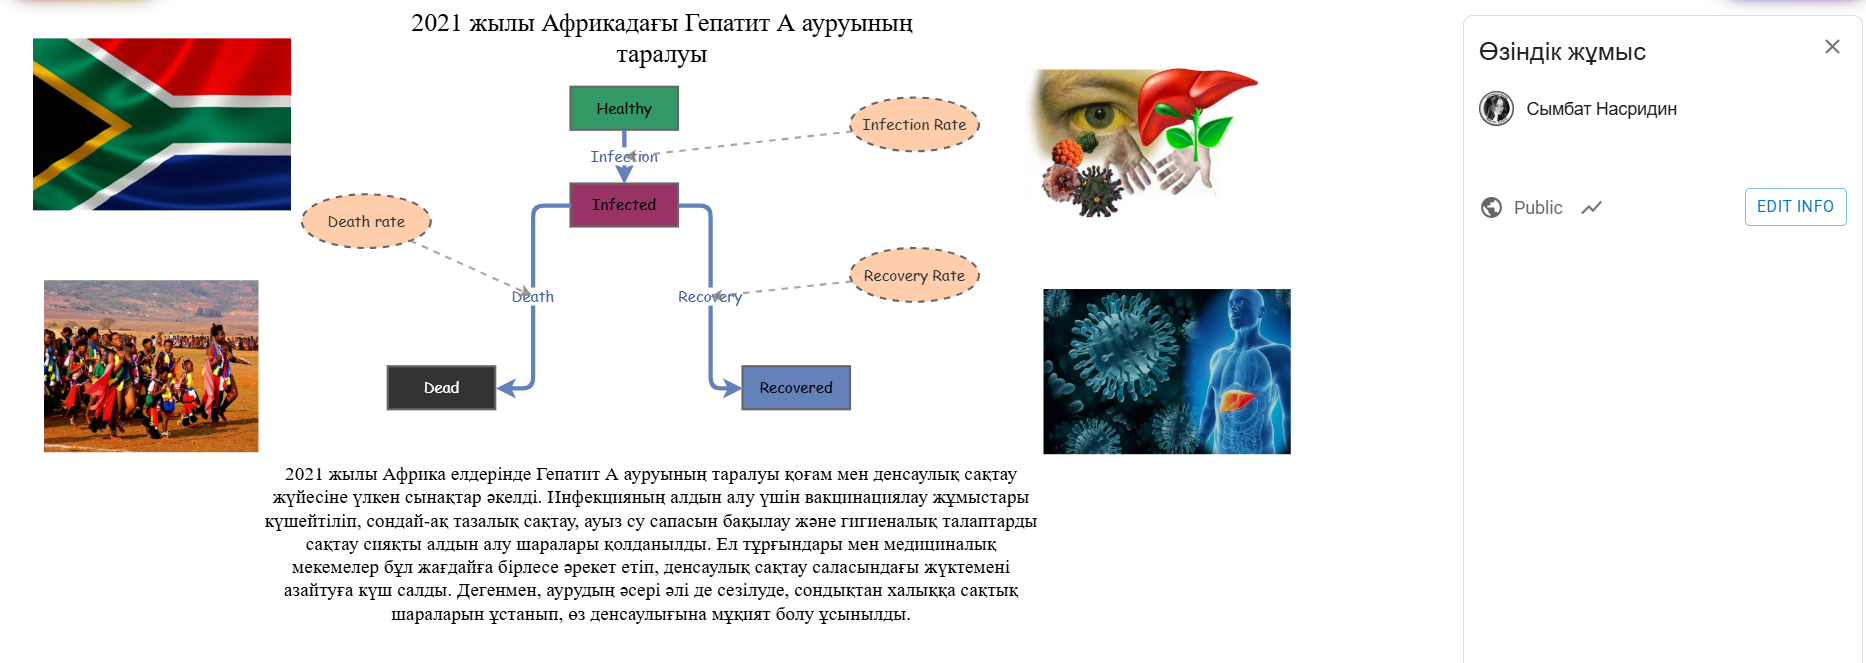 2021 жылы Африкадағы Гепатит А ауруының
таралуы
Healthy
Infection Rate
Infection
Infected
Death rate
Recovery Rate
Death
Recovery
Dead
Recovered
2021 жылы Африка елдерінде Гепатит А ауруының таралуы қоғам мен денсаулық сақтау
жүйесіне үлкен сынақтар әкелді. Инфекцияның алдын алу үшін вакцинациялау жұмыстары
күшейтіліп, сондай-ақ тазалық сақтау, ауыз су сапасын бақылау және гигиеналық талаптарды
сақтау сияқты алдын алу шаралары қолданылды. Ел тұрғындары мен медициналық
мекемелер бұл жағдайға бірлесе әрекет етіп, денсаулық сақтау саласындағы жүктемені
азайтуға күш салды. Дегенмен, аурудың әсері әлі де сезілуде, сондықтан халыққа сақтық
шараларын ұстанып, өз денсаулығына мұқият болу ұсынылды.
Өзіндік жұмыс
Сымбат Насридин
Public
EDIT INFO